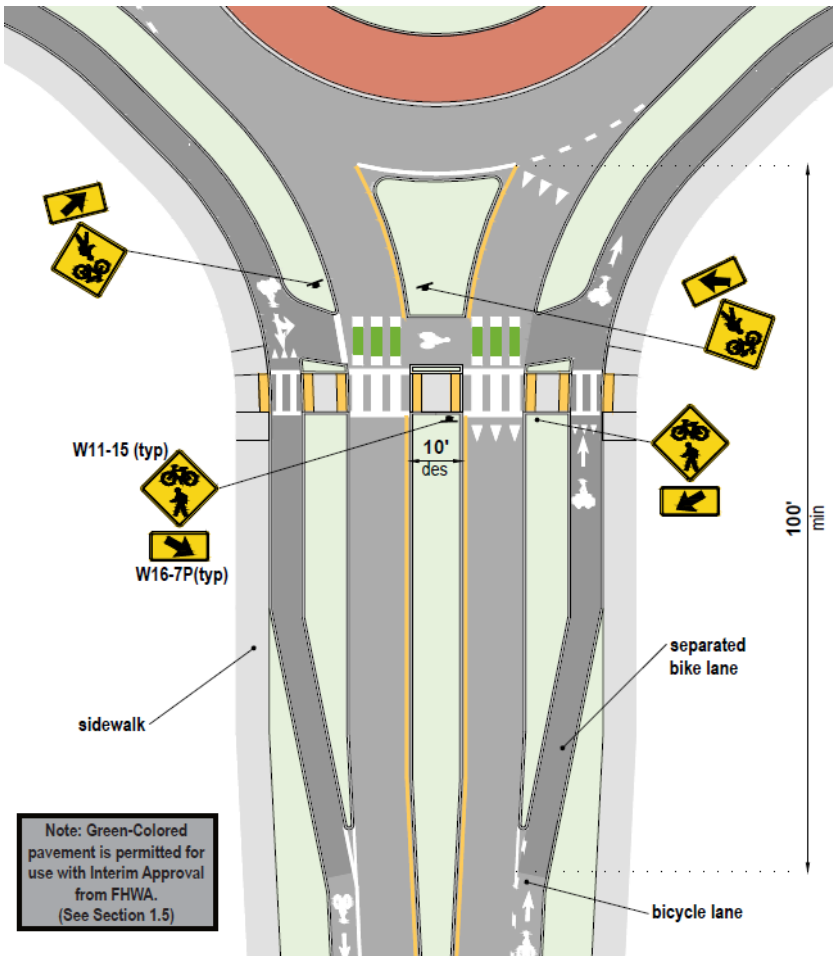 W11-15 (typ)
W16-7P(typ)
10'
des
100'
min
separated
bike lane
sidewalk
Note: Green-Colored
pavement is permitted for
use with Interim Approval
from FHWA.
(See Section 1.5)
bicycle lane